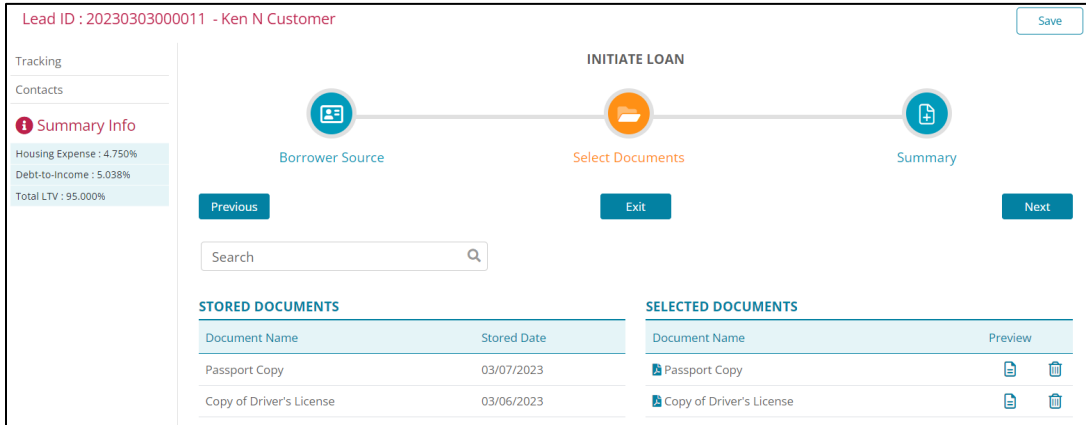 Lead ID : 20230303000011 - Ken N Customer
Save
Tracking
Contacts
Summary Info
Housing Expense : 4.750%
Debt-to-Income : 5.038%
Total LTV : 95.000%
INITIATE LOAN
Borrower Source
Select Documents
Summary
Previous
Exit
Next
Search
STORED DOCUMENTS
Document Name Stored Date
Passport Copy 03/07/2023
Copy of Driver's License 03/06/2023
SELECTED DOCUMENTS
Document Name Preview
Passport Copy
Copy of Driver's License